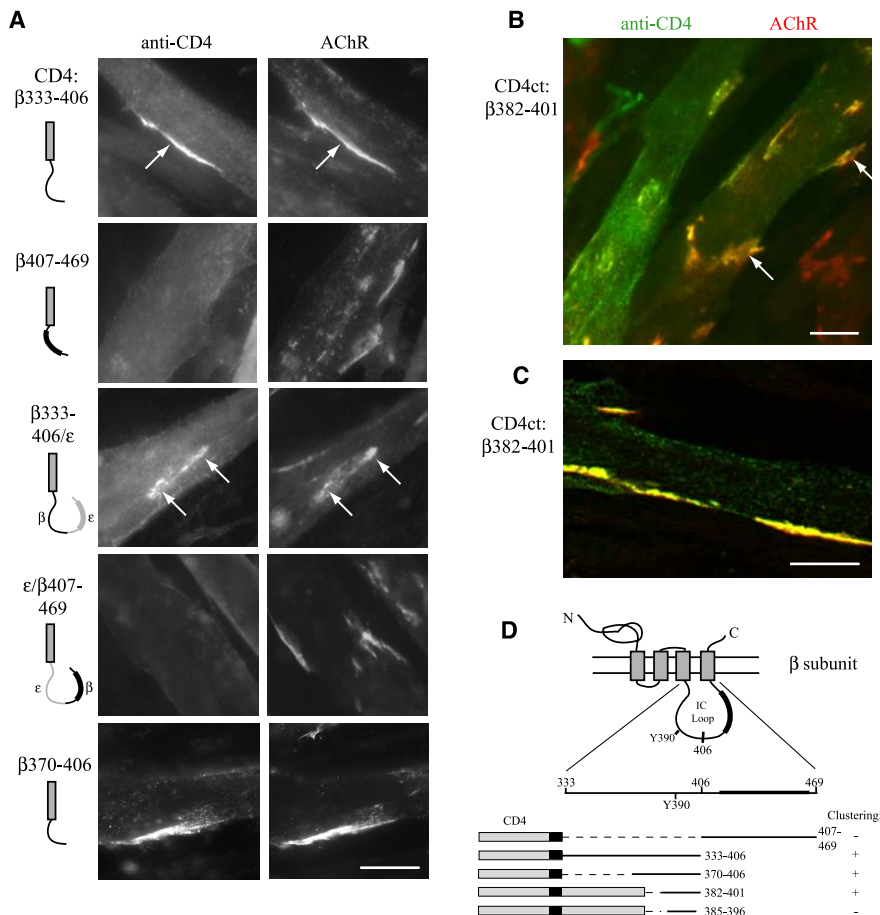 A
anti-CD4
AChR
CD4:
β333-406
β407-469
β333-
406/ε
β
ε
ε/β407-
469
ε
β
β370-406
B
anti-CD4
AChR
CD4ct:
β382-401
C
CD4ct:
β382-401
D
N
C
β subunit
IC
Loop
Y390
406
333
406
469
Y390
CD4
Clustering:
407-
469
-
333-406
+
370-406
+
382-401
+
385-396
-